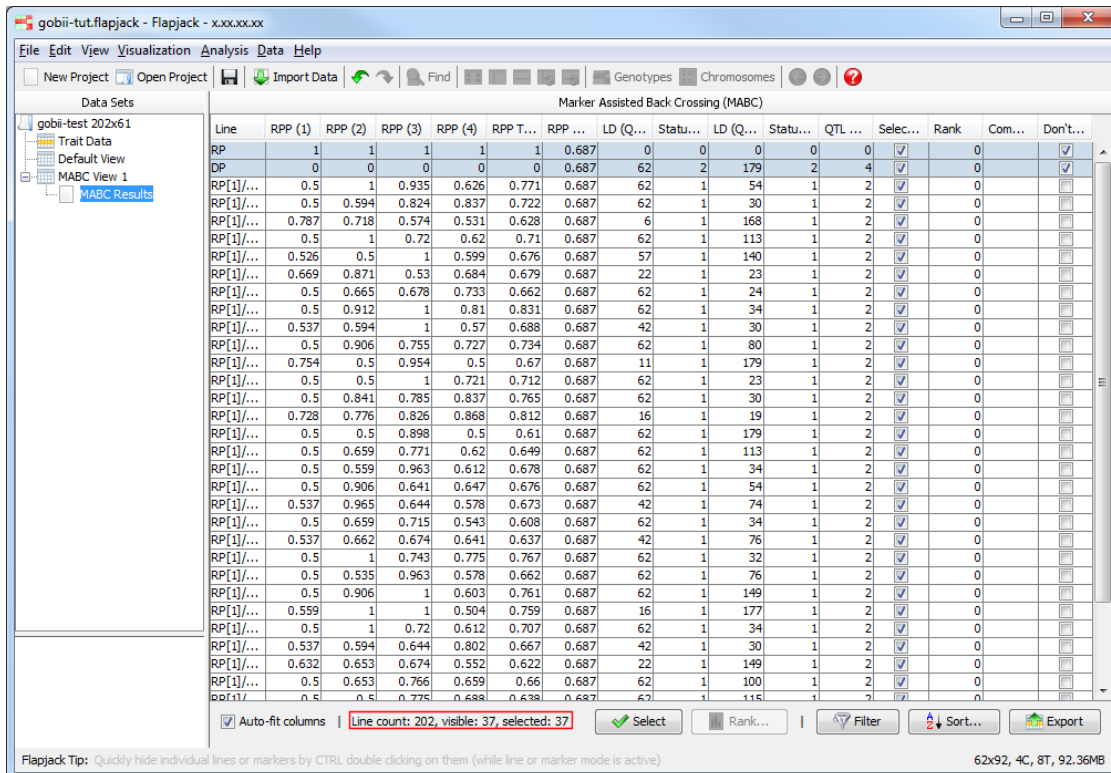 gobii-tut.flapjack - Flapjack - x.xx.xx.xx
File Edit View Visualization Analysis Data Help
New Project Open Project Import Data Find Genotypes Chromosomes
Data Sets
Marker Assisted Back Crossing (MABC)
gobii-test 202x61
Trait Data
Default View
MABC View 1
MABC Results
Line RPP (1) RPP (2) RPP (3) RPP (4) RPP T... RPP ... LD (Q... Statu... LD (Q... Statu... QTL ... Selec... Rank Com... Don't...
RP 1 1 1 1 1 0.687 0 0 0 0 0 0
DP 0 0 0 0 0 0.687 62 2 179 2 4 0
RP[1]/... 0.5 1 0.935 0.626 0.771 0.687 62 1 54 1 2 0
RP[1]/... 0.5 0.594 0.824 0.837 0.722 0.687 62 1 30 1 2 0
RP[1]/... 0.787 0.718 0.574 0.531 0.628 0.687 6 1 168 1 2 0
RP[1]/... 0.5 1 0.72 0.62 0.71 0.687 62 1 113 1 2 0
RP[1]/... 0.526 0.5 1 0.599 0.676 0.687 57 1 140 1 2 0
RP[1]/... 0.669 0.871 0.53 0.684 0.679 0.687 22 1 23 1 2 0
RP[1]/... 0.5 0.665 0.678 0.733 0.662 0.687 62 1 24 1 2 0
RP[1]/... 0.5 0.912 1 0.81 0.831 0.687 62 1 34 1 2 0
RP[1]/... 0.537 0.594 1 0.57 0.688 0.687 42 1 30 1 2 0
RP[1]/... 0.5 0.906 0.755 0.727 0.734 0.687 62 1 80 1 2 0
RP[1]/... 0.754 0.5 0.954 0.5 0.67 0.687 11 1 179 1 2 0
RP[1]/... 0.5 0.5 1 0.721 0.712 0.687 62 1 23 1 2 0
RP[1]/... 0.5 0.841 0.785 0.837 0.765 0.687 62 1 30 1 2 0
RP[1]/... 0.728 0.776 0.826 0.868 0.812 0.687 16 1 19 1 2 0
RP[1]/... 0.5 0.5 0.898 0.5 0.61 0.687 62 1 179 1 2 0
RP[1]/... 0.5 0.659 0.771 0.62 0.649 0.687 62 1 113 1 2 0
RP[1]/... 0.5 0.559 0.963 0.612 0.678 0.687 62 1 34 1 2 0
RP[1]/... 0.5 0.906 0.641 0.647 0.676 0.687 62 1 54 1 2 0
RP[1]/... 0.537 0.965 0.644 0.578 0.673 0.687 42 1 74 1 2 0
RP[1]/... 0.5 0.659 0.715 0.543 0.608 0.687 62 1 34 1 2 0
RP[1]/... 0.537 0.662 0.674 0.641 0.637 0.687 42 1 76 1 2 0
RP[1]/... 0.5 1 0.743 0.775 0.767 0.687 62 1 32 1 2 0
RP[1]/... 0.5 0.535 0.963 0.578 0.662 0.687 62 1 76 1 2 0
RP[1]/... 0.5 0.906 1 0.603 0.761 0.687 62 1 149 1 2 0
RP[1]/... 0.559 1 1 0.504 0.759 0.687 16 1 177 1 2 0
RP[1]/... 0.5 1 0.72 0.612 0.707 0.687 62 1 34 1 2 0
RP[1]/... 0.537 0.594 0.644 0.802 0.667 0.687 42 1 30 1 2 0
RP[1]/... 0.632 0.653 0.674 0.552 0.622 0.687 22 1 149 1 2 0
RP[1]/... 0.5 0.653 0.766 0.659 0.66 0.687 62 1 100 1 2 0
RP[1]/... 0.5 0.5 0.775 0.688 0.638 0.687 62 1 115 1 2 0
Auto-fit columns | Line count: 202, visible: 37, selected: 37 Select Rank... | Filter Sort... Export
Flapjack Tip: Quickly hide individual lines or markers by CTRL double clicking on them (while line or marker mode is active) 62x92, 4C, 8T, 92.36MB